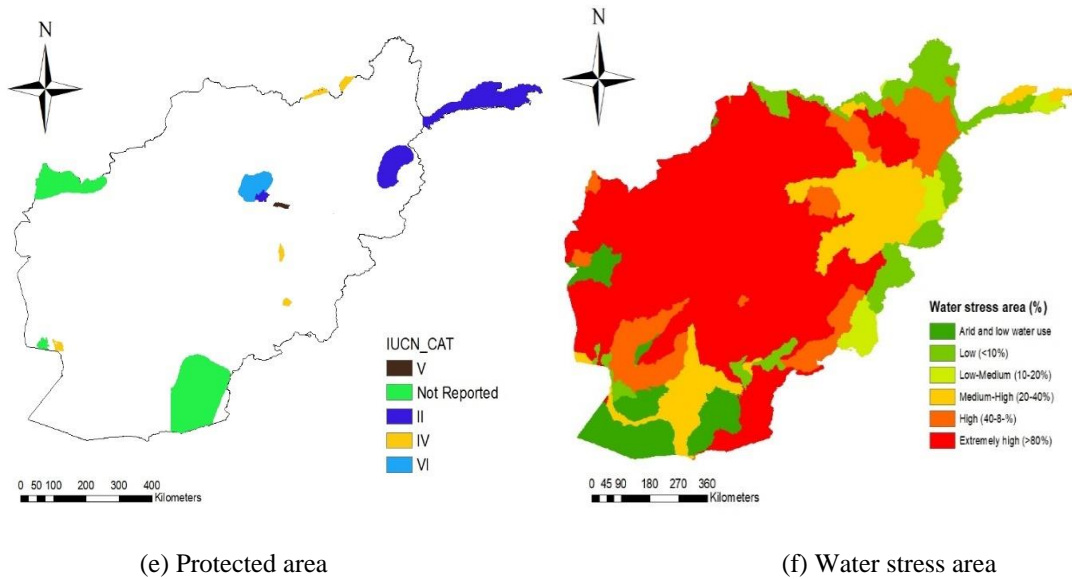 N
IUCN_CAT
V
Not Reported
II
IV
VI
0 50 100 200 300 400
Kilometers
N
Water stress area (%)
Arid and low water use
Low (<10%)
Low-Medium (10-20%)
Medium-High (20-40%)
High (40-8-%)
Extremely high (>80%)
0 45 90 180 270 360
Kilometers
(e) Protected area
(f) Water stress area